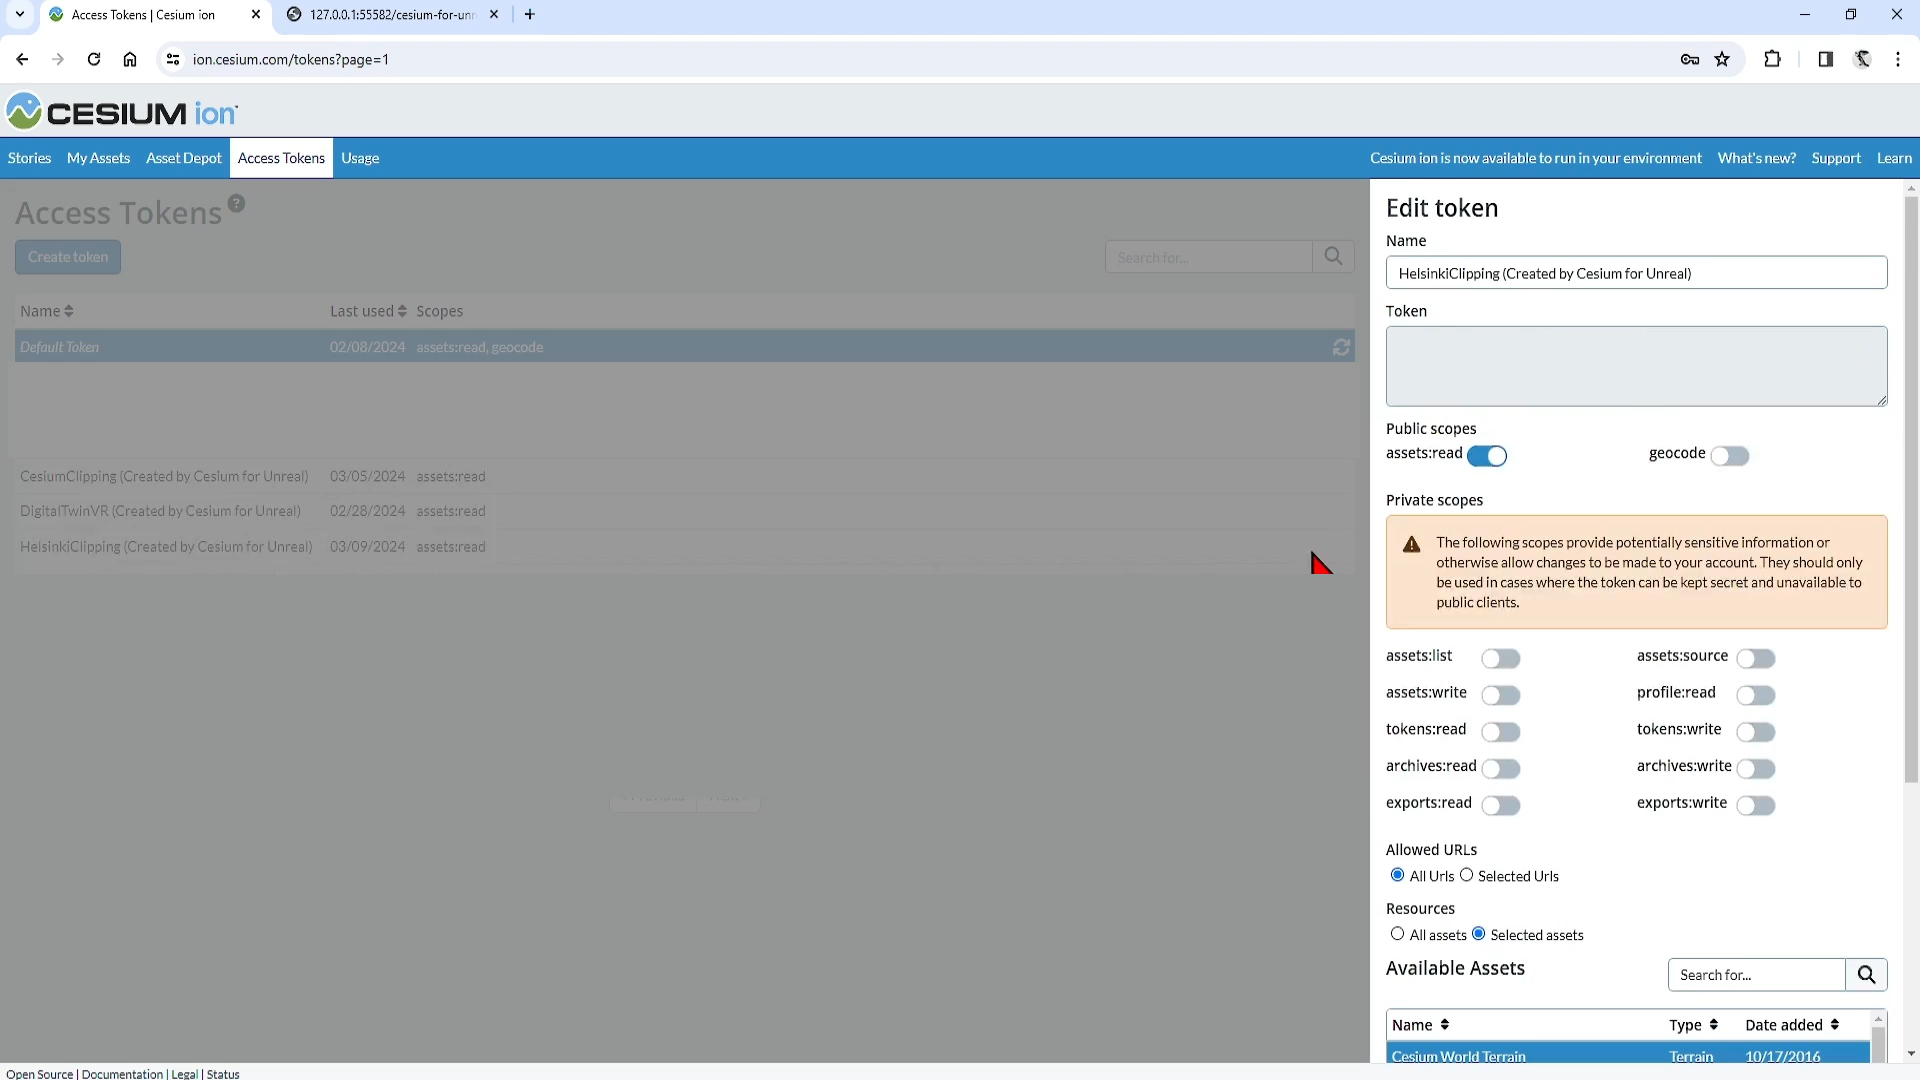 Access Tokens | Cesium ion
127.0.0.1:55582/cesium-for-unr
ion.cesium.com/tokens?page=1
CESIUM ion
Stories My Assets Asset Depot Access Tokens Usage Cesium ion is now available to run in your environment What's new? Support Learn
Access Tokens ?
Create token
Search for...
Name Last used Scopes
Default Token 02/08/2024 assets:read, geocode
CesiumClipping (Created by Cesium for Unreal) 03/05/2024 assets:read
DigitalTwinVR (Created by Cesium for Unreal) 02/28/2024 assets:read
HelsinkiClipping (Created by Cesium for Unreal) 03/09/2024 assets:read
Edit token
Name
HelsinkiClipping (Created by Cesium for Unreal)
Token
Public scopes
assets:read geocode
Private scopes
The following scopes provide potentially sensitive information or
otherwise allow changes to be made to your account. They should only
be used in cases where the token can be kept secret and unavailable to
public clients.
assets:list assets:source
assets:write profile:read
tokens:read tokens:write
archives:read archives:write
exports:read exports:write
Allowed URLs
All Urls Selected Urls
Resources
All assets Selected assets
Available Assets
Search for...
Name Type Date added
Cesium World Terrain Terrain 10/17/2016
Open Source | Documentation | Legal | Status